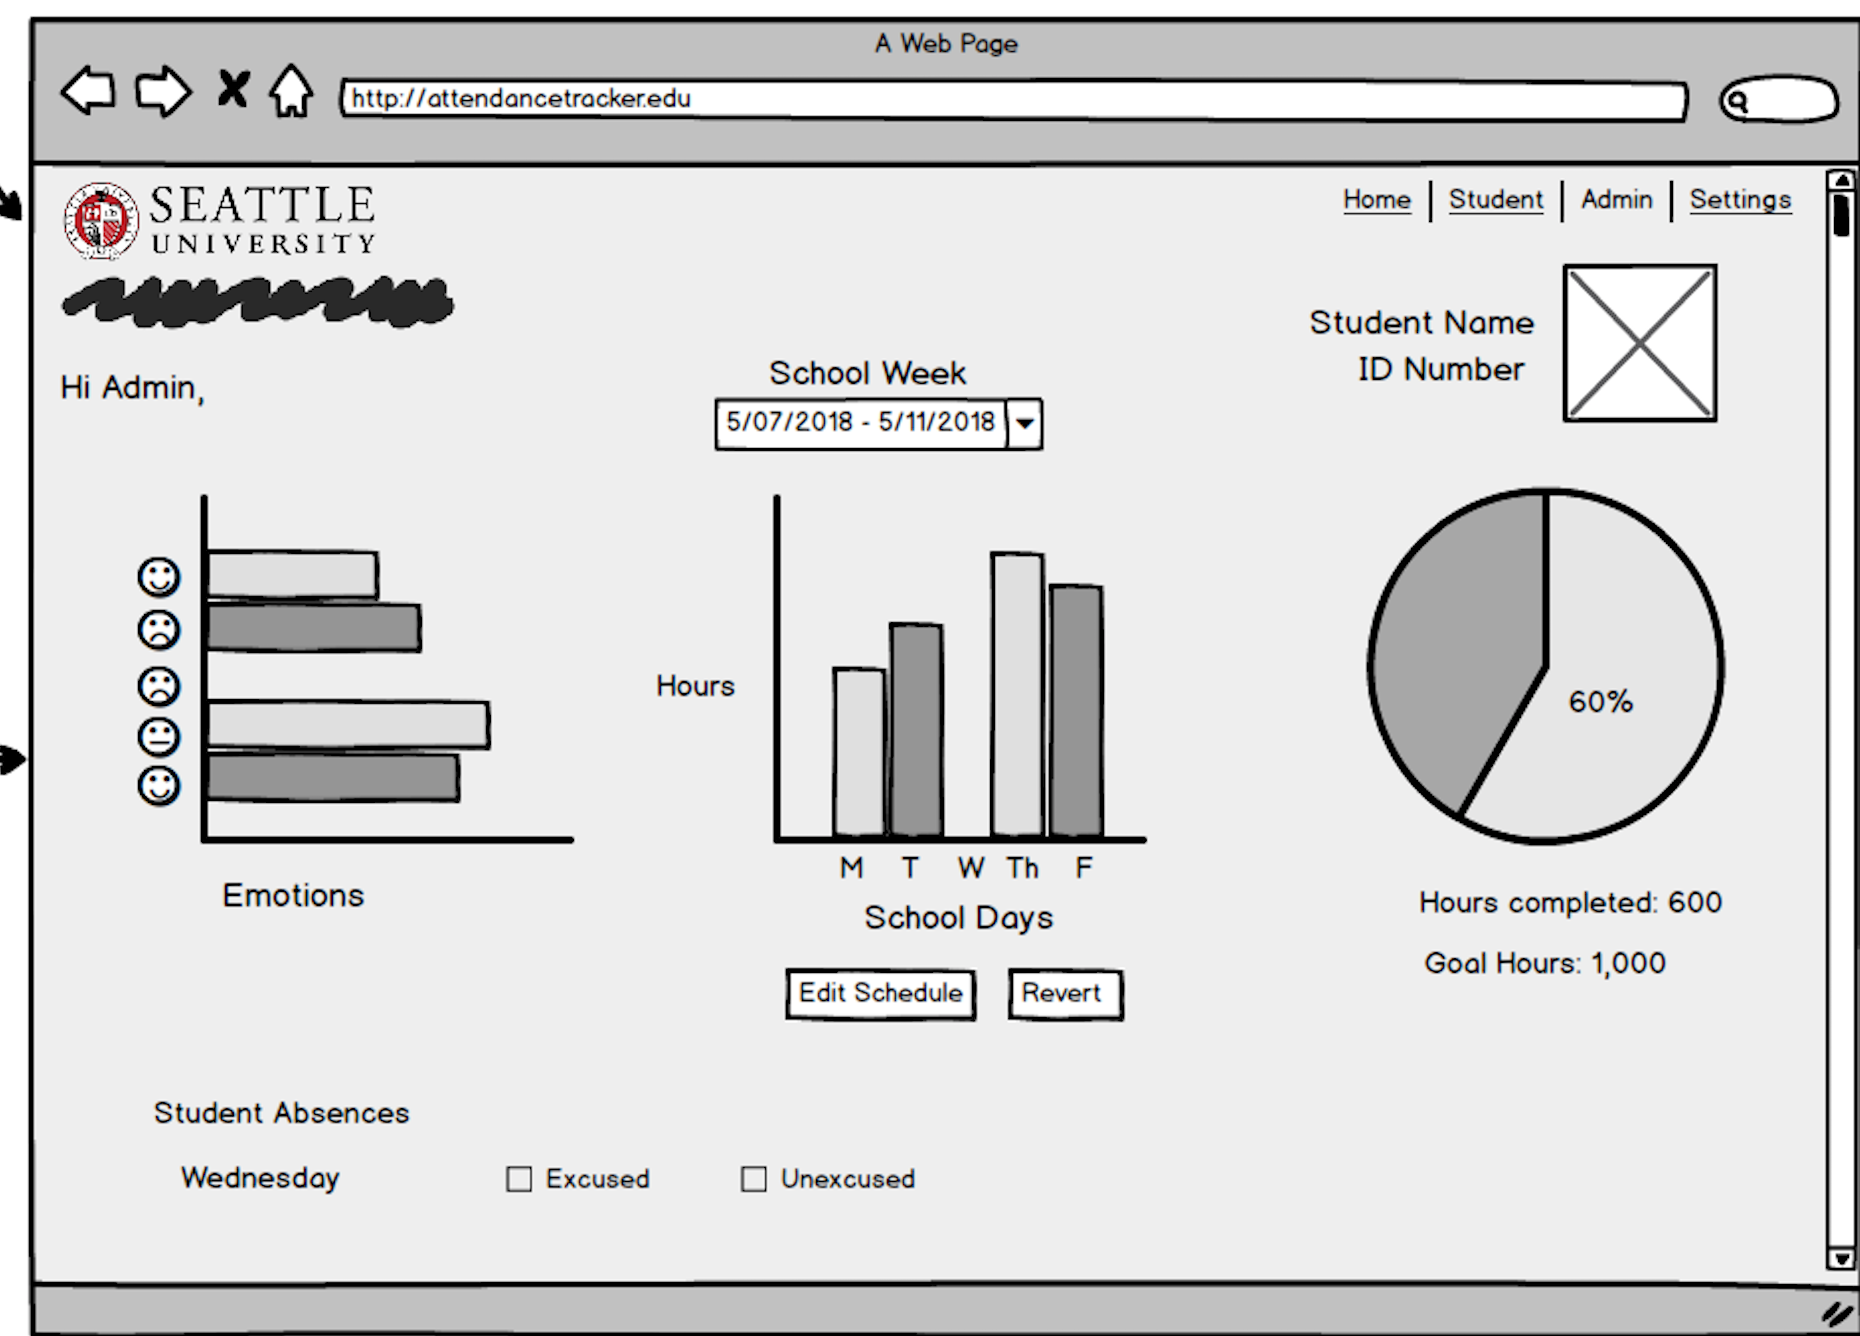 A Web Page
http://attendancetracker.edu
SEATTLE
UNIVERSITY
Home | Student | Admin | Settings
Student Name
ID Number
Hi Admin,
School Week
5/07/2018 - 5/11/2018
Hours
60%
M T W Th F
Emotions
School Days
Hours completed: 600
Goal Hours: 1,000
Edit Schedule Revert
Student Absences
Wednesday Excused Unexcused